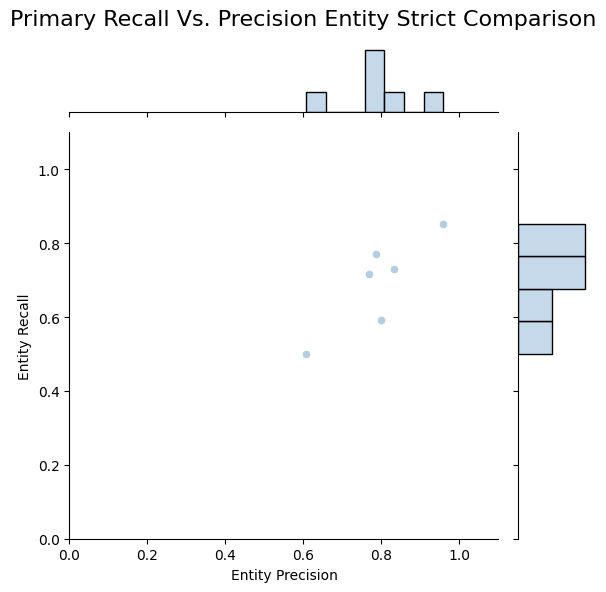 Primary Recall Vs. Precision Entity Strict Comparison
1.0
0.8
0.6
0.4
0.2
0.0
Entity Recall
0.0 0.2 0.4 0.6 0.8 1.0
Entity Precision